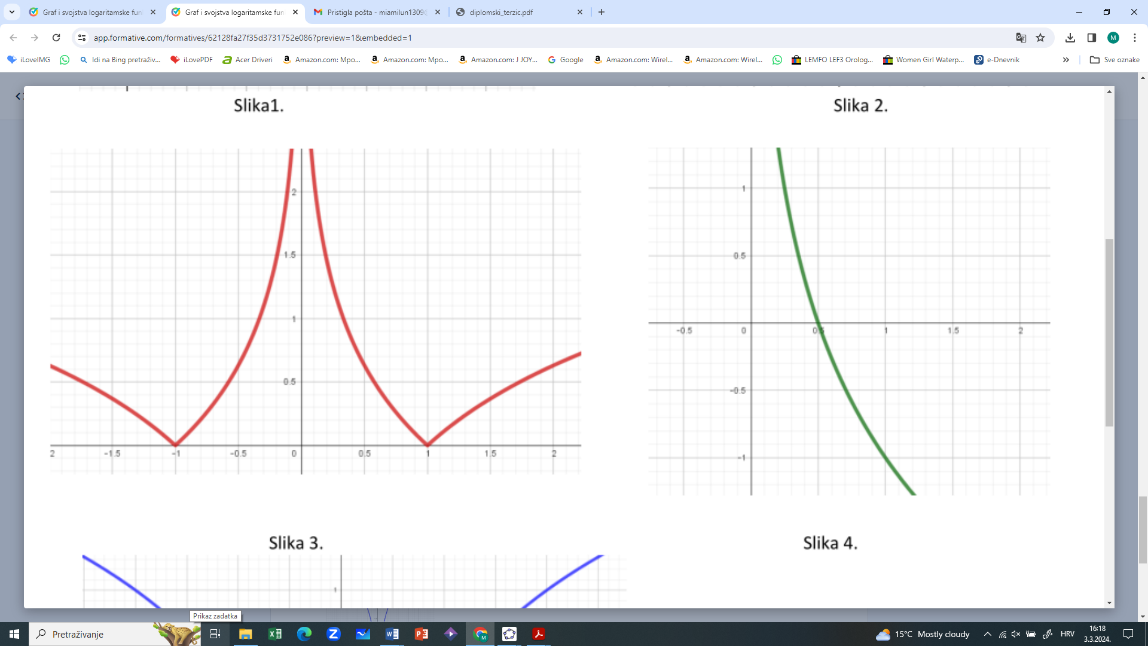 Graf i svojstva logaritamske fun
Graf i svojstva logaritamske fun
Pristigla pošta - miamilun1309(
diplomski_terzic.pdf
app.formative.com/formatives/62128fa27f35d3731752e086?preview=1&embedded=1
iLoveIMG
Idi na Bing pretraživ...
iLovePDF
Acer Driveri
Amazon.com: Mpo...
Amazon.com: Mpo...
Amazon.com: J JOY...
Google
Amazon.com: Wirel...
Amazon.com: Wirel...
LEMFO LEF3 Orolog...
Women Girl Waterp...
e-Dnevnik
Sve oznake
Slika1.
Slika 2.
2
1.5
1
0.5
2 -1.5 -1 -0.5 0 0.5 1 1.5 2
1
0.5
-0.5 0 0.5 1 1.5 2
-0.5
-1
Slika 3.
Slika 4.
1
Prikaz zadatka
Pretraživanje
15°C Mostly cloudy
HRV
16:18
3.3.2024.